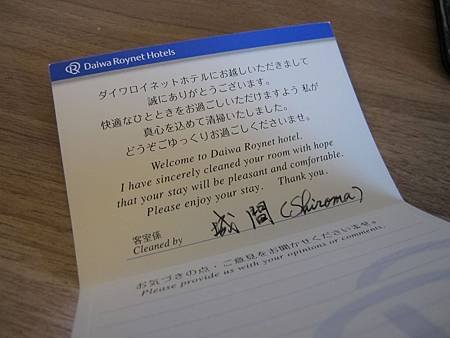 Daiwa Roynet Hotels
ダイワロイネットホテルにお越しいただきまして
誠にありがとうございます。
快適なひとときをお過ごしいただけますよう 私が
真心を込めて清掃いたしました。
どうぞごゆっくりお過ごしくださいませ。
Welcome to Daiwa Roynet hotel.
I have sincerely cleaned your room with hope
that your stay will be pleasant and comfortable.
Please enjoy your stay. Thank you.
客室係
Cleaned by 城間 (Shiroma)
お気づきの点・ご意見をお聞かせくださいませ。
Please provide us with your opinions or comments.